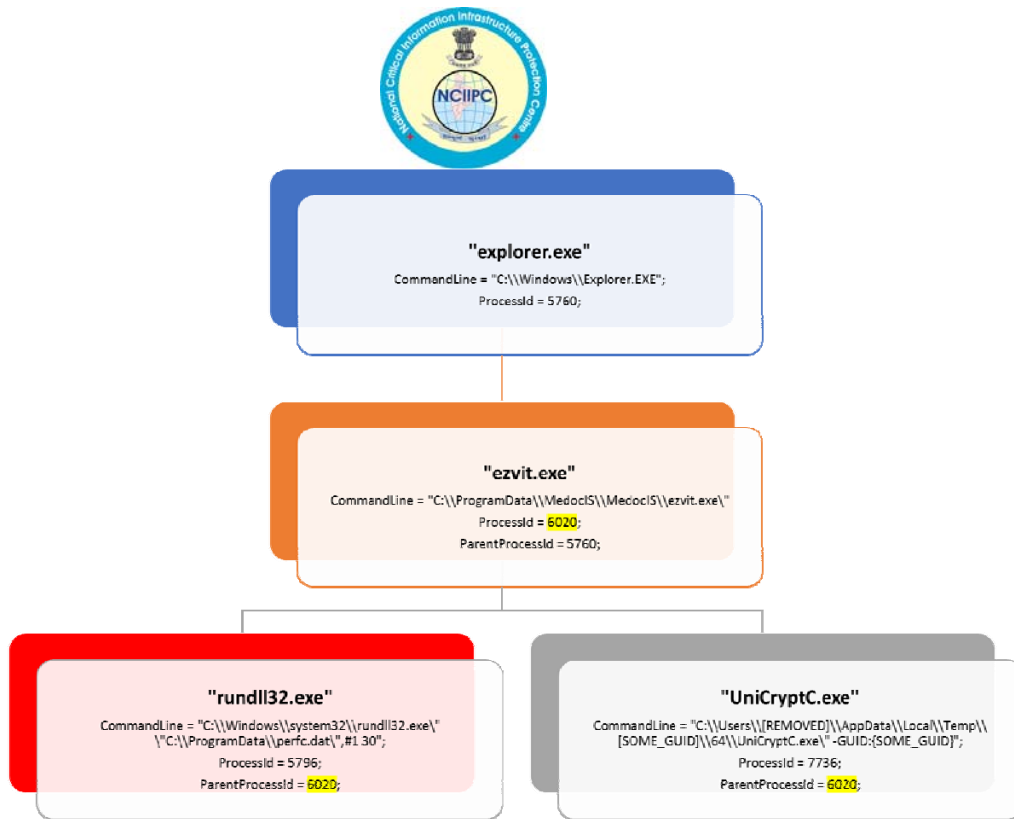 National Critical Information Infrastructure Protection Centre
NCIIPC
"explorer.exe"
CommandLine = "C:\\Windows\\Explorer.EXE";
ProcessId = 5760;
"ezvit.exe"
CommandLine = "C:\\ProgramData\\MedocIS\\MedocIS\\ezvit.exe\"
ProcessId = 6020;
ParentProcessId = 5760;
"rundll32.exe"
CommandLine = "C:\\Windows\\system32\\rundll32.exe\"
\"C:\\ProgramData\\perfc.dat\",#1 30";
ProcessId = 5796;
ParentProcessId = 6020;
"UniCryptC.exe"
CommandLine = "C:\\Users\\[REMOVED]\\AppData\\Local\\Temp\\
[SOME_GUID]\\64\\UniCryptC.exe\" -GUID:{SOME_GUID}";
ProcessId = 7736;
ParentProcessId = 6020;